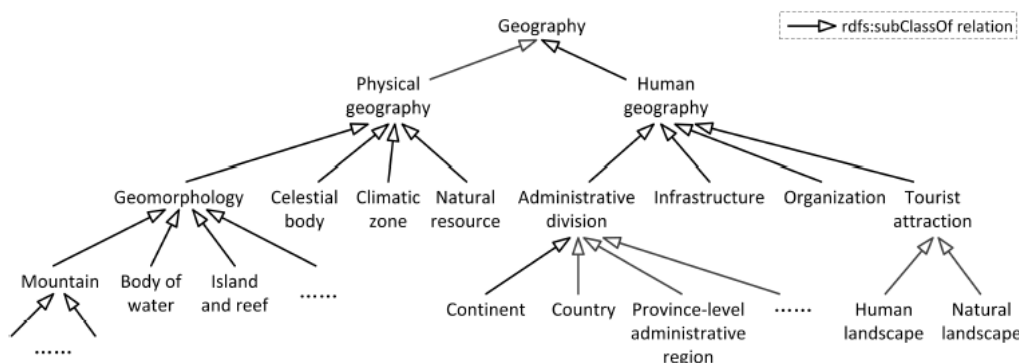 Geography
rdfs:subClassOf relation
Physical
geography
Human
geography
Geomorphology
Celestial
body
Climatic
zone
Natural
resource
Administrative
division
Infrastructure
Organization
Tourist
attraction
Mountain
Body of
water
Island
and reef
......
Continent
Country
Province-level
administrative
region
......
Human
landscape
Natural
landscape
......